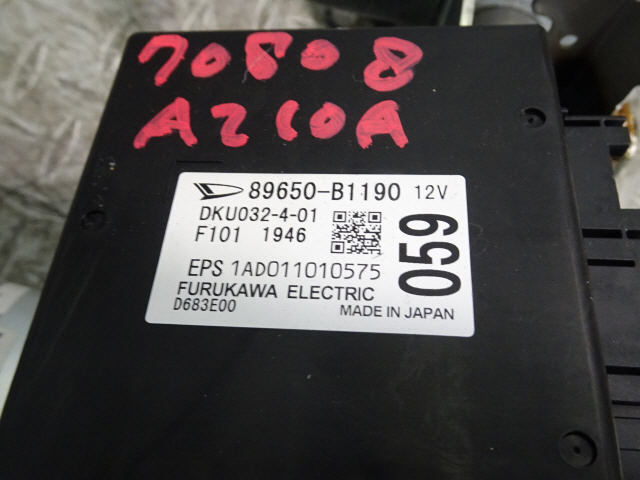 70808
A210A
89650-B1190 12V
DKU032-4-01
F101 1946
059
EPS 1AD011010575
FURUKAWA ELECTRIC
D683E00 MADE IN JAPAN